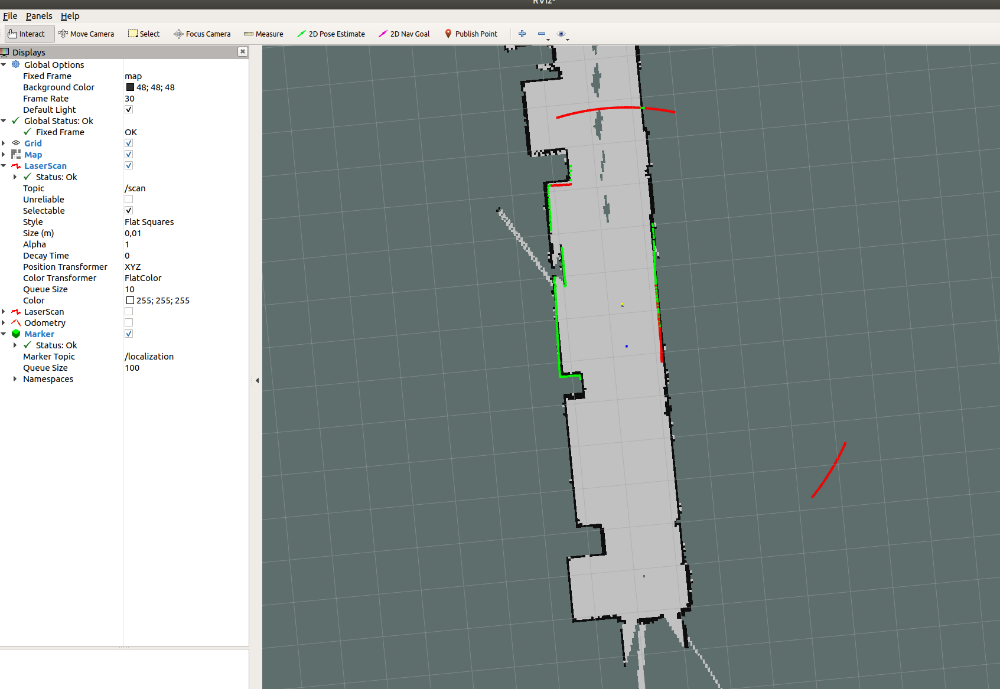 RViz*
File Panels Help
Interact Move Camera Select Focus Camera Measure 2D Pose Estimate 2D Nav Goal Publish Point
Displays
Global Options
Fixed Frame map
Background Color 48; 48; 48
Frame Rate 30
Default Light
Global Status: Ok
Fixed Frame OK
Grid
Map
LaserScan
Status: Ok
Topic /scan
Unreliable
Selectable
Style Flat Squares
Size (m) 0,01
Alpha 1
Decay Time 0
Position Transformer XYZ
Color Transformer FlatColor
Queue Size 10
Color 255; 255; 255
LaserScan
Odometry
Marker
Status: Ok
Marker Topic /localization
Queue Size 100
Namespaces